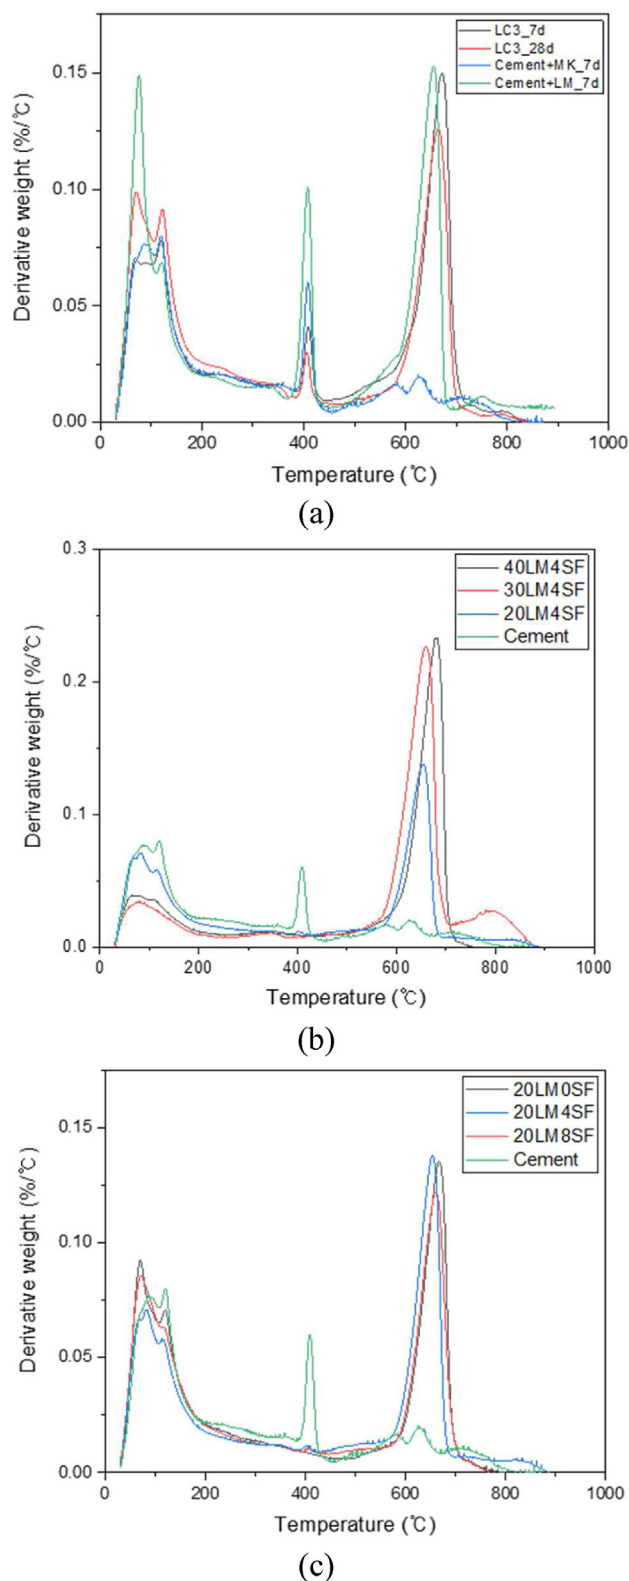 LC3_7d
LC3_28d
Cement+MK_7d
Cement+LM_7d
0.15
0.10
0.05
0.00
Derivative weight (%/℃)
0 200 400 600 800 1000
Temperature (℃)
(a)
40LM4SF
30LM4SF
20LM4SF
Cement
0.3
0.2
0.1
0.0
Derivative weight (%/℃)
0 200 400 600 800 1000
Temperature (℃)
(b)
20LM0SF
20LM4SF
20LM8SF
Cement
0.15
0.10
0.05
0.00
Derivative weight (%/℃)
0 200 400 600 800 1000
Temperature (℃)
(c)